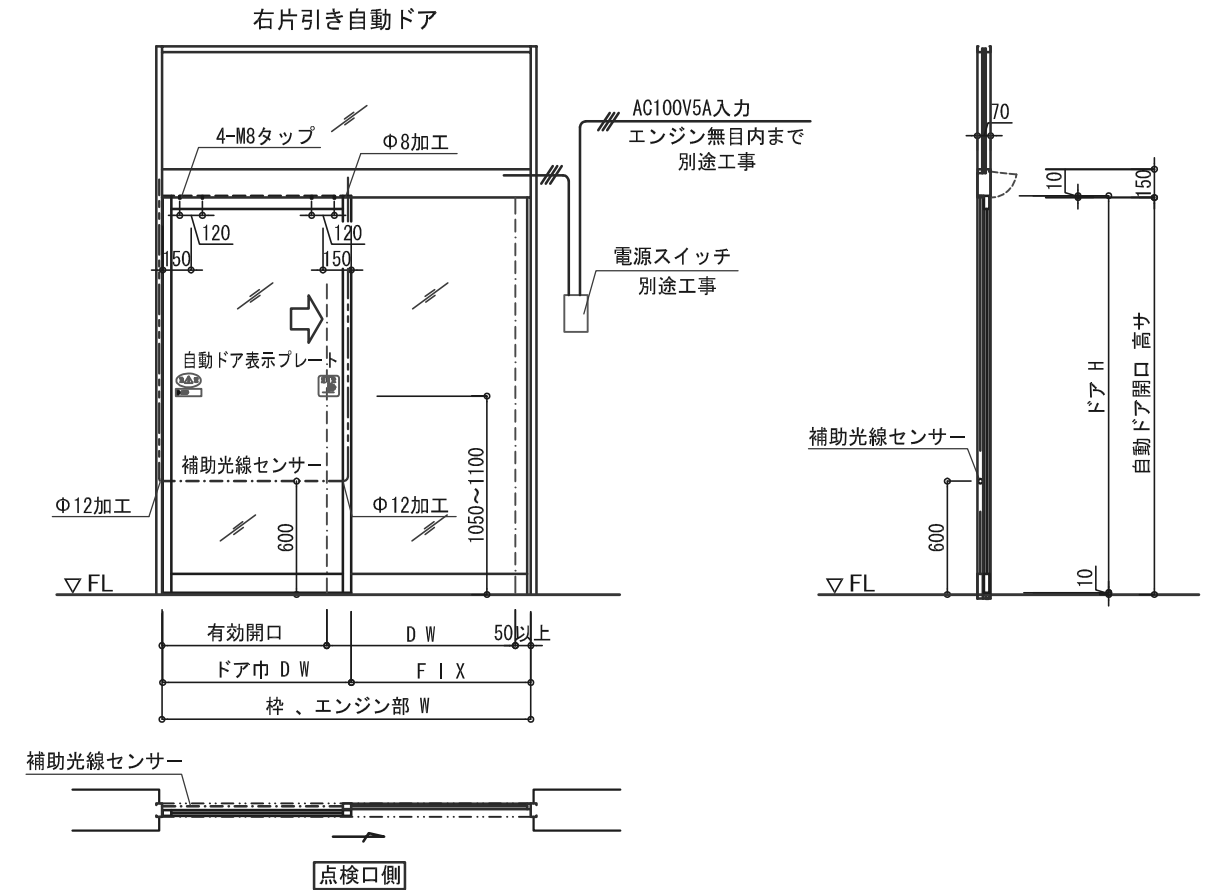 右片引き自動ドア
AC100V5A入力
エンジン無目内まで
別途工事
4-M8タップ
Φ8加工
120
120
150
150
電源スイッチ
別途工事
自動ドア表示プレート
補助光線センサー
Φ12加工
Φ12加工
600
1050~1100
▽ FL
有効開口
D W
50以上
ドア巾 D W
F I X
枠 、エンジン部 W
70
10
150
ドア H
自動ドア開口 高サ
補助光線センサー
600
10
▽ FL
補助光線センサー
点検口側